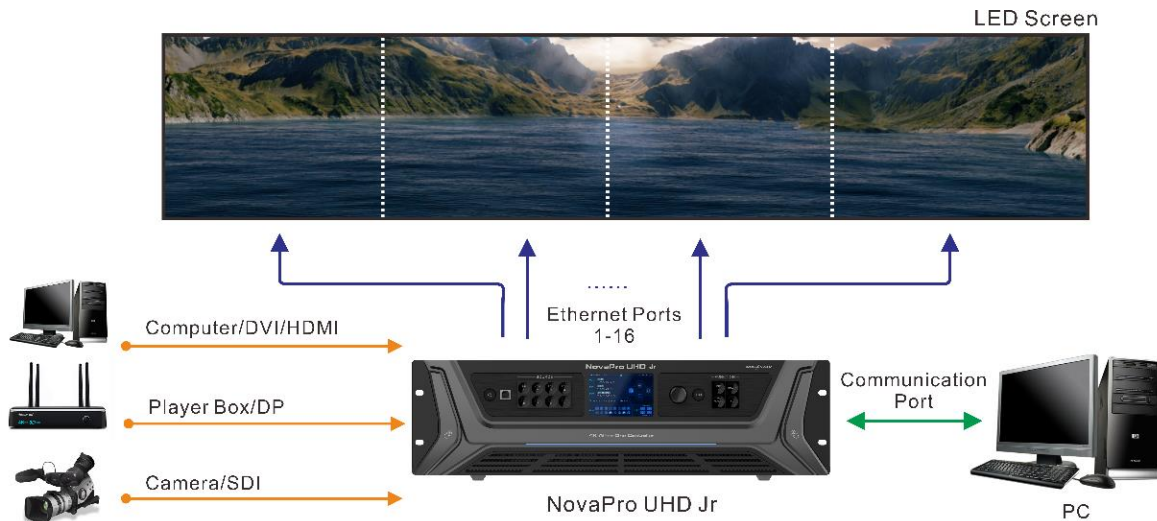 LED Screen
......
Ethernet Ports
1-16
Computer/DVI/HDMI
Player Box/DP
Camera/SDI
NovaPro UHD Jr
Communication
Port
NovaPro UHD Jr
PC